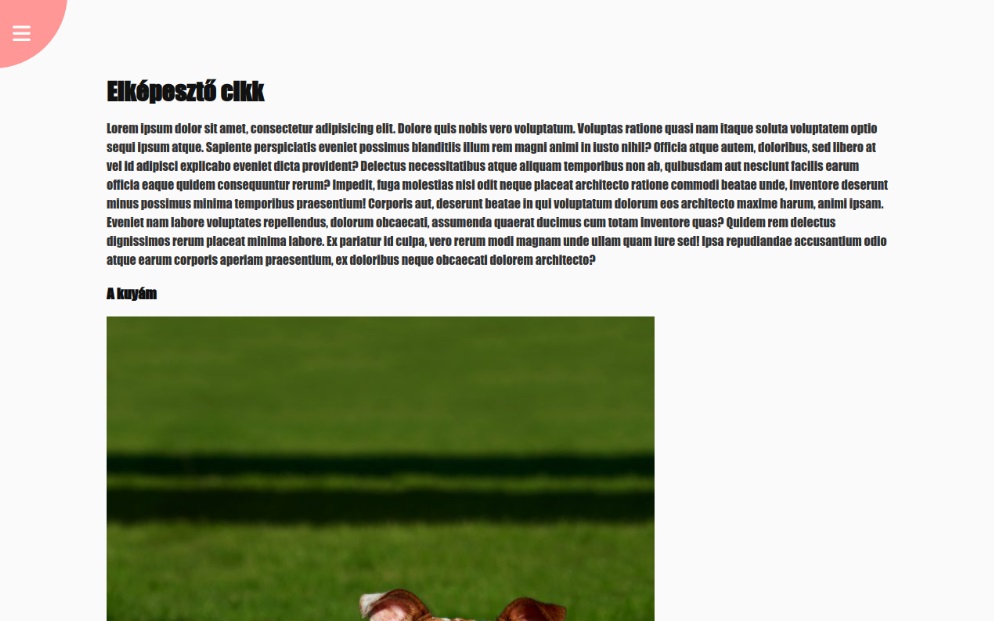 Elképesztő cikk
Lorem ipsum dolor sit amet, consectetur adipisicing elit. Dolore quis nobis vero voluptatum. Voluptas ratione quasi nam itaque soluta voluptatem optio
sequi ipsum atque. Sapiente perspiciatis eveniet possimus blanditiis illum rem magni animi in iusto nihil? Officia atque autem, doloribus, sed libero at
vel id adipisci explicabo eveniet dicta provident? Delectus necessitatibus atque aliquam temporibus non ab, quibusdam aut nesciunt facilis earum
officia eaque quidem consequuntur rerum? Impedit, fuga molestias nisi odit neque placeat architecto ratione commodi beatae unde, inventore deserunt
minus possimus minima temporibus praesentium! Corporis aut, deserunt beatae in qui voluptatum dolorum eos architecto maxime harum, animi ipsam.
Eveniet nam labore voluptates repellendus, dolorum obcaecati, assumenda quaerat ducimus cum totam inventore quas? Quidem rem delectus
dignissimos rerum placeat minima labore. Ex pariatur id culpa, vero rerum modi magnam unde ullam quam iure sed! Ipsa repudiandae accusantium odio
atque earum corporis aperiam praesentium, ex doloribus neque obcaecati dolorem architecto?
A kuyám